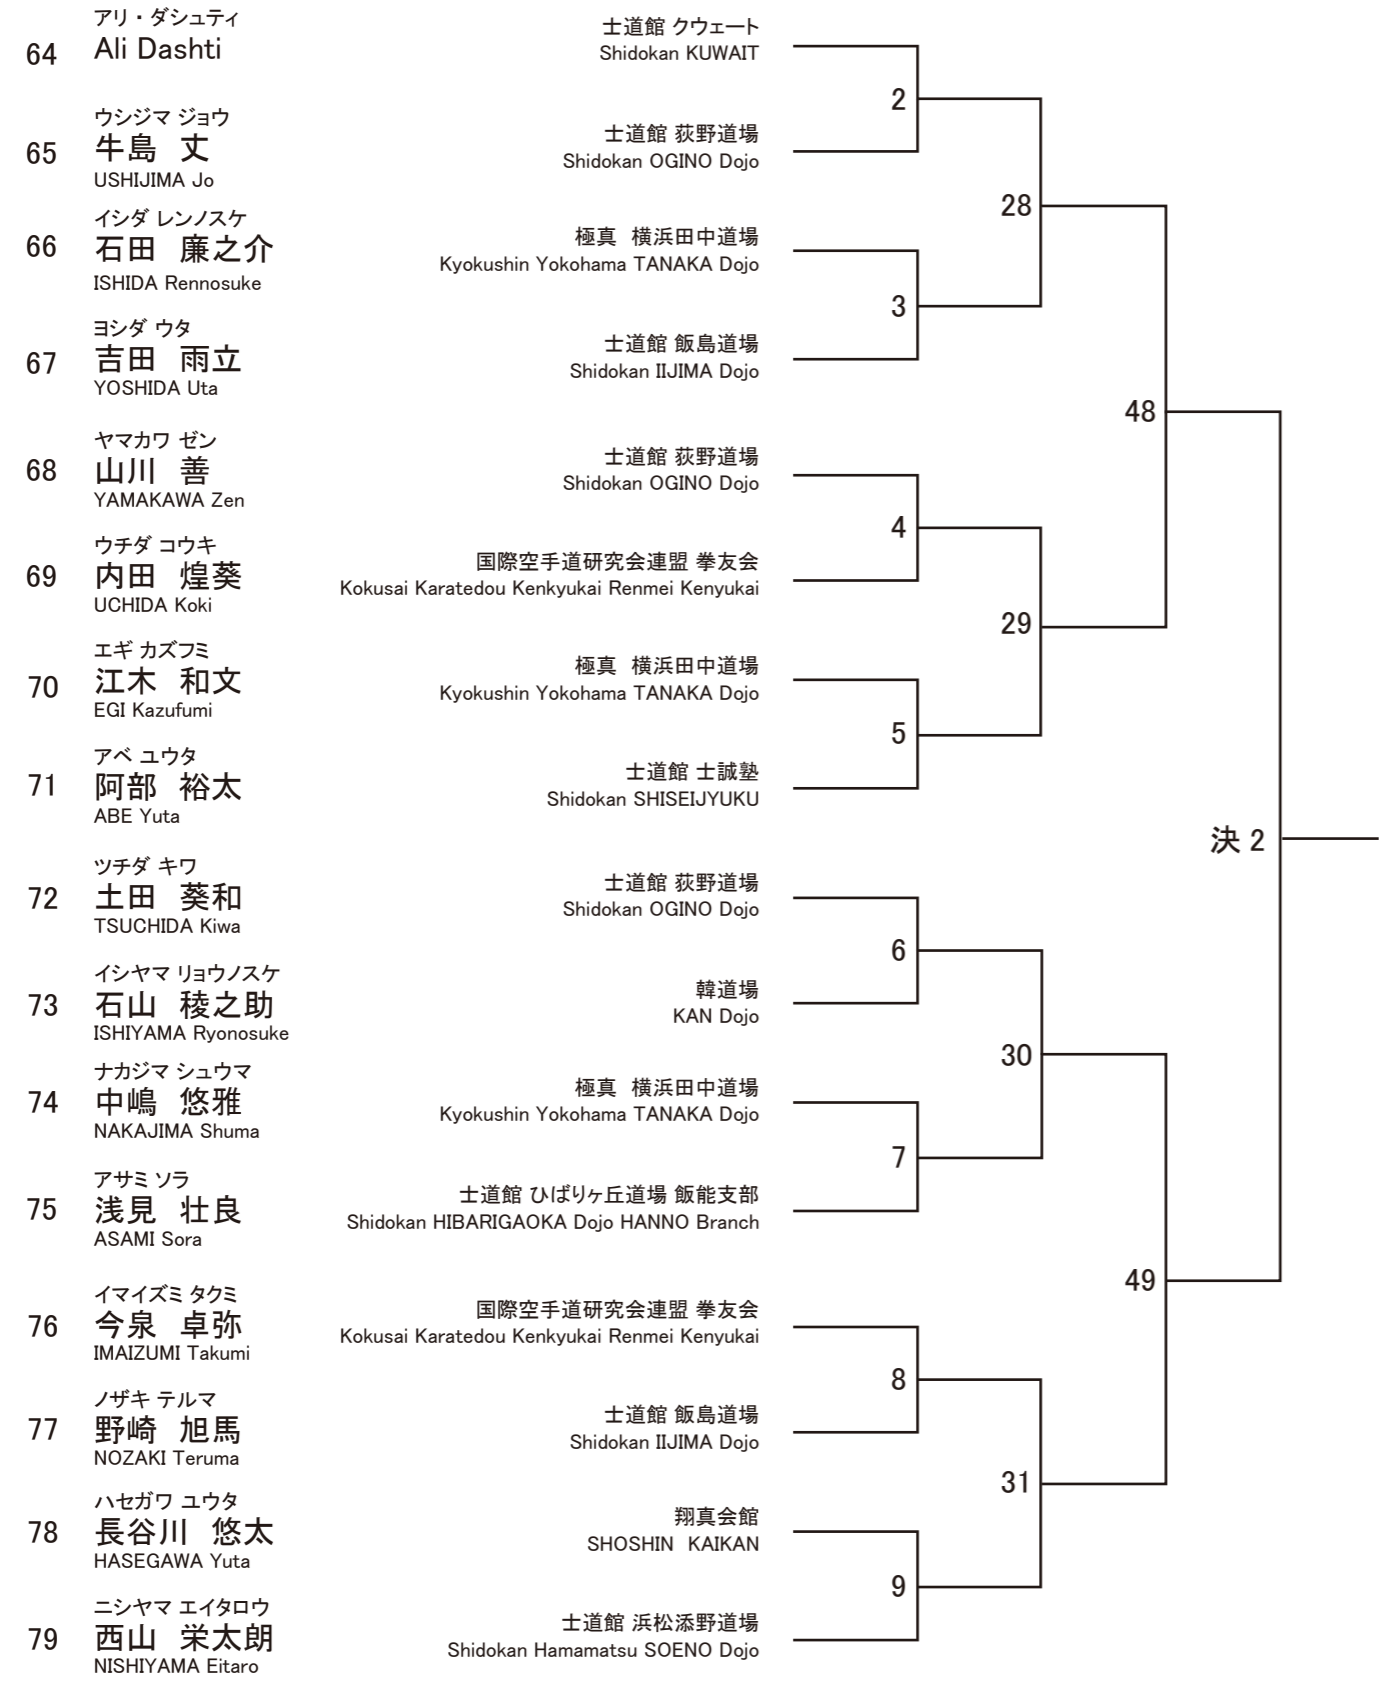 アリ・ダシュティ
64 Ali Dashti
士道館 クウェート
Shidokan KUWAIT
2
ウシジマ ジョウ
65 牛島 丈
USHIJIMA Jo
士道館 荻野道場
Shidokan OGINO Dojo
28
イシダ レンノスケ
66 石田 廉之介
ISHIDA Rennosuke
極真 横浜田中道場
Kyokushin Yokohama TANAKA Dojo
3
ヨシダ ウタ
67 吉田 雨立
YOSHIDA Uta
士道館 飯島道場
Shidokan IIJIMA Dojo
48
ヤマカワ ゼン
68 山川 善
YAMAKAWA Zen
士道館 荻野道場
Shidokan OGINO Dojo
4
ウチダ コウキ
69 内田 煌葵
UCHIDA Koki
国際空手道研究会連盟 拳友会
Kokusai Karatedou Kenkyukai Renmei Kenyukai
29
エギ カズフミ
70 江木 和文
EGI Kazufumi
極真 横浜田中道場
Kyokushin Yokohama TANAKA Dojo
5
アベ ユウタ
71 阿部 裕太
ABE Yuta
士道館 士誠塾
Shidokan SHISEIJYUKU
決 2
ツチダ キワ
72 土田 葵和
TSUCHIDA Kiwa
士道館 荻野道場
Shidokan OGINO Dojo
6
イシヤマ リョウノスケ
73 石山 稜之助
ISHIYAMA Ryonosuke
韓道場
KAN Dojo
30
ナカジマ シュウマ
74 中嶋 悠雅
NAKAJIMA Shuma
極真 横浜田中道場
Kyokushin Yokohama TANAKA Dojo
7
アサミ ソラ
75 浅見 壮良
ASAMI Sora
士道館 ひばりヶ丘道場 飯能支部
Shidokan HIBARIGAOKA Dojo HANNO Branch
49
イマイズミ タクミ
76 今泉 卓弥
IMAIZUMI Takumi
国際空手道研究会連盟 拳友会
Kokusai Karatedou Kenkyukai Renmei Kenyukai
8
ノザキ テルマ
77 野崎 旭馬
NOZAKI Teruma
士道館 飯島道場
Shidokan IIJIMA Dojo
31
ハセガワ ユウタ
78 長谷川 悠太
HASEGAWA Yuta
翔真会館
SHOSHIN KAIKAN
9
ニシヤマ エイタロウ
79 西山 栄太朗
NISHIYAMA Eitaro
士道館 浜松添野道場
Shidokan Hamamatsu SOENO Dojo